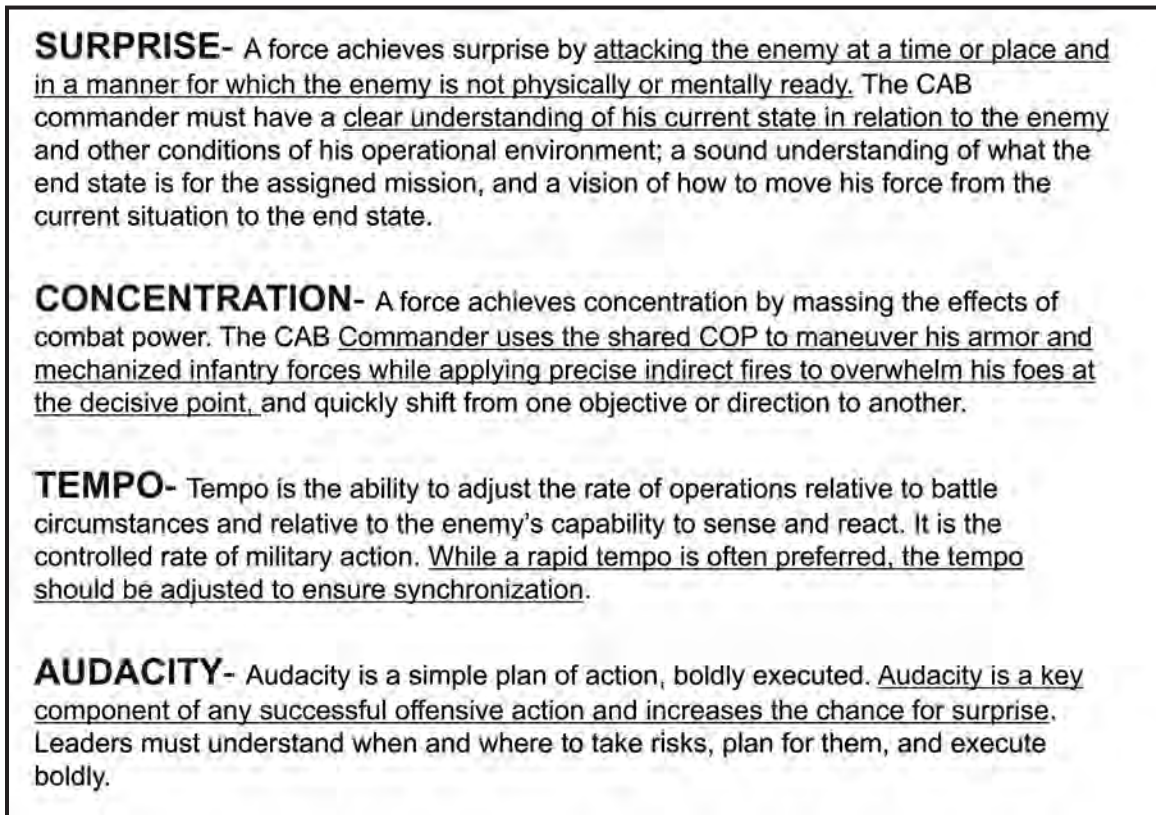 SURPRISE- A force achieves surprise by attacking the enemy at a time or place and
in a manner for which the enemy is not physically or mentally ready. The CAB
commander must have a clear understanding of his current state in relation to the enemy
and other conditions of his operational environment; a sound understanding of what the
end state is for the assigned mission, and a vision of how to move his force from the
current situation to the end state.
CONCENTRATION- A force achieves concentration by massing the effects of
combat power. The CAB Commander uses the shared COP to maneuver his armor and
mechanized infantry forces while applying precise indirect fires to overwhelm his foes at
the decisive point, and quickly shift from one objective or direction to another.
TEMPO- Tempo is the ability to adjust the rate of operations relative to battle
circumstances and relative to the enemy's capability to sense and react. It is the
controlled rate of military action. While a rapid tempo is often preferred, the tempo
should be adjusted to ensure synchronization.
AUDACITY- Audacity is a simple plan of action, boldly executed. Audacity is a key
component of any successful offensive action and increases the chance for surprise.
Leaders must understand when and where to take risks, plan for them, and execute
boldly.